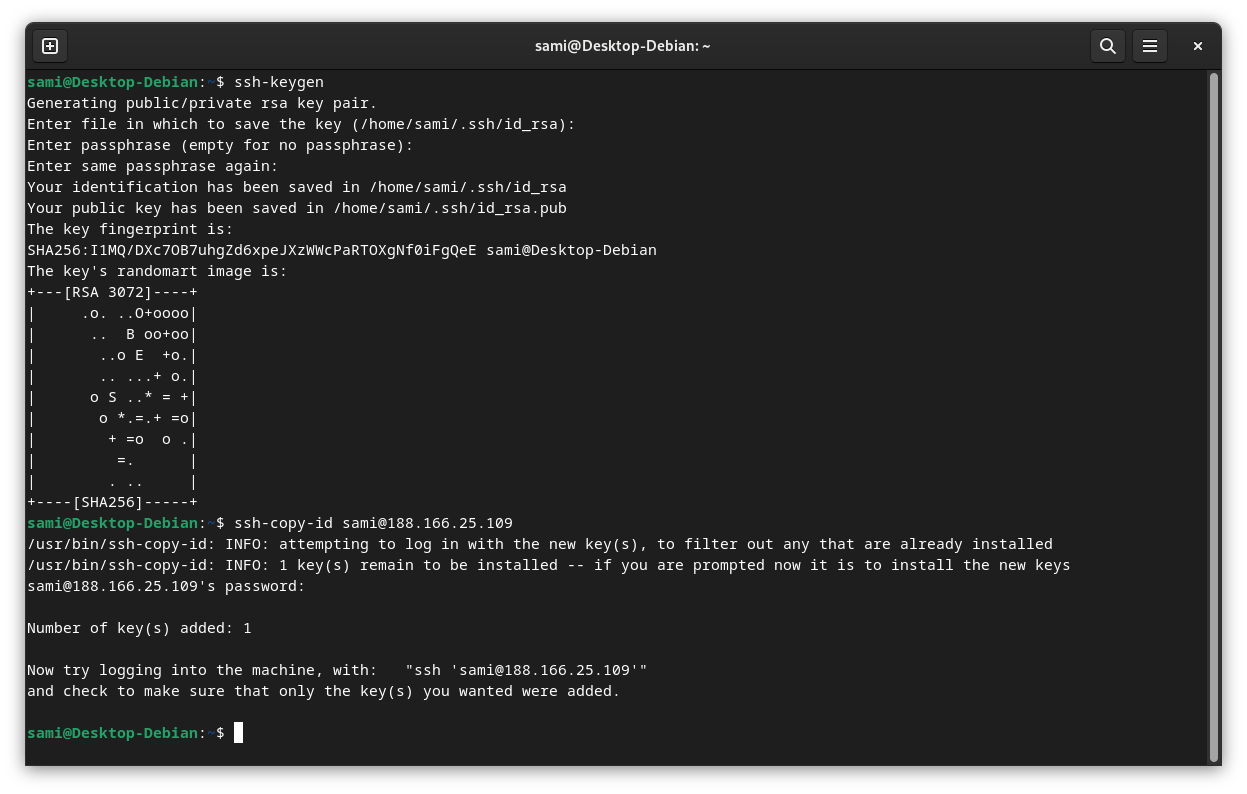 sami@Desktop-Debian: ~
sami@Desktop-Debian:~$ ssh-keygen
Generating public/private rsa key pair.
Enter file in which to save the key (/home/sami/.ssh/id_rsa):
Enter passphrase (empty for no passphrase):
Enter same passphrase again:
Your identification has been saved in /home/sami/.ssh/id_rsa
Your public key has been saved in /home/sami/.ssh/id_rsa.pub
The key fingerprint is:
SHA256:I1MQ/DXc7OB7uhgZd6xpeJXzWWcPaRTOXgNf0iFgQeE sami@Desktop-Debian
The key's randomart image is:
+---[RSA 3072]----+
|     .o. ..O+oooo|
|      ..  B oo+oo|
|       ..o E  +o.|
|       .. ...+ o.|
|      o S ..* = +|
|       o *.=.+ =o|
|        + =o  o .|
|         =.      |
|        . ..     |
+----[SHA256]-----+
sami@Desktop-Debian:~$ ssh-copy-id sami@188.166.25.109
/usr/bin/ssh-copy-id: INFO: attempting to log in with the new key(s), to filter out any that are already installed
/usr/bin/ssh-copy-id: INFO: 1 key(s) remain to be installed -- if you are prompted now it is to install the new keys
sami@188.166.25.109's password:
Number of key(s) added: 1
Now try logging into the machine, with:   "ssh 'sami@188.166.25.109'"
and check to make sure that only the key(s) you wanted were added.
sami@Desktop-Debian:~$